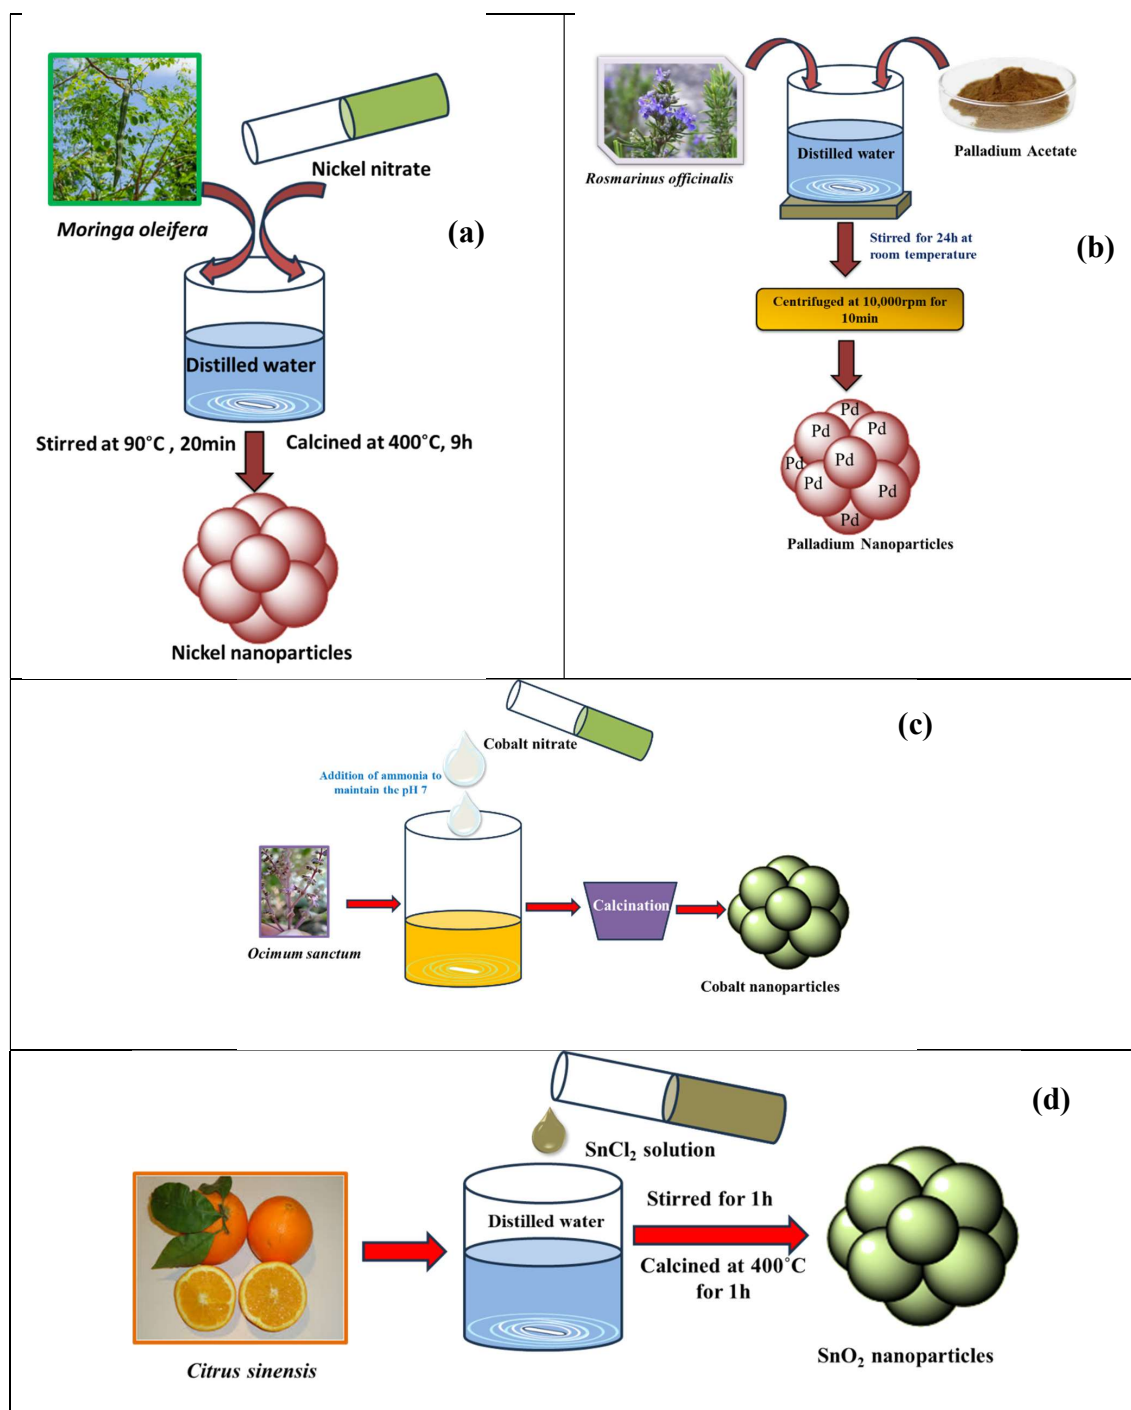 Nickel nitrate
Moringa oleifera
(a)
Distilled water
Stirred at 90˚C , 20min
Calcined at 400˚C, 9h
Nickel nanoparticles
Rosmarinus officinalis
Distilled water
Palladium Acetate
Stirred for 24h at
room temperature
(b)
Centrifuged at 10,000rpm for
10min
Pd
Pd
Pd
Pd
Pd
Pd
Pd
Pd
Palladium Nanoparticles
(c)
Cobalt nitrate
Addition of ammonia to
maintain the pH 7
Ocimum sanctum
Calcination
Cobalt nanoparticles
(d)
SnCl₂ solution
Distilled water
Stirred for 1h
Calcined at 400˚C
for 1h
Citrus sinensis
SnO₂ nanoparticles